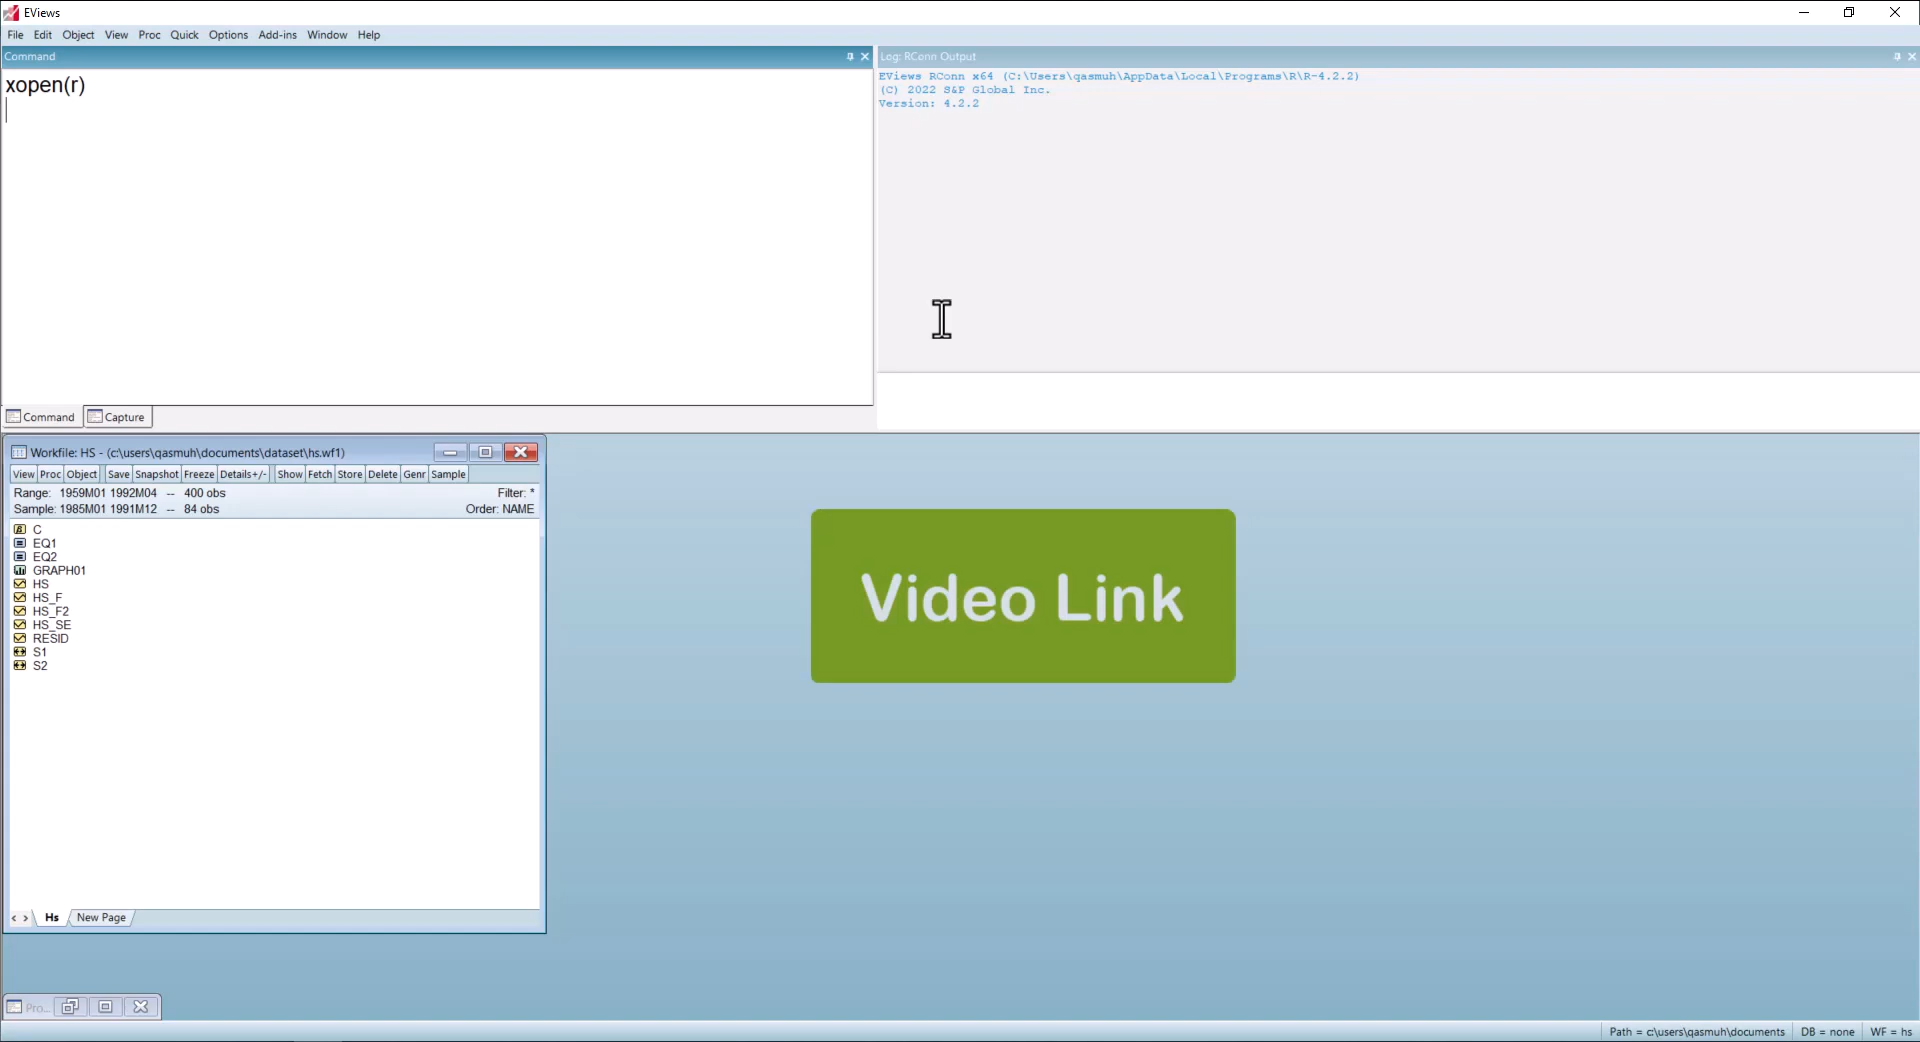 EViews
File Edit Object View Proc Quick Options Add-ins Window Help
Command
xopen(r)
Command Capture
Log: RConn Output
EViews RConn x64 (C:\Users\qasmuh\AppData\Local\Programs\R\R-4.2.2)
(C) 2022 S&P Global Inc.
Version: 4.2.2
Workfile: HS - (c:\users\qasmuh\documents\dataset\hs.wf1)
View Proc Object Save Snapshot Freeze Details+/- Show Fetch Store Delete Genr Sample
Range: 1959M01 1992M04 -- 400 obs Filter: *
Sample: 1985M01 1991M12 -- 84 obs Order: NAME
C
EQ1
EQ2
GRAPH01
HS
HS_F
HS_F2
HS_SE
RESID
S1
S2
Hs New Page
Video Link
Pro...
Path = c:\users\qasmuh\documents DB = none WF = hs